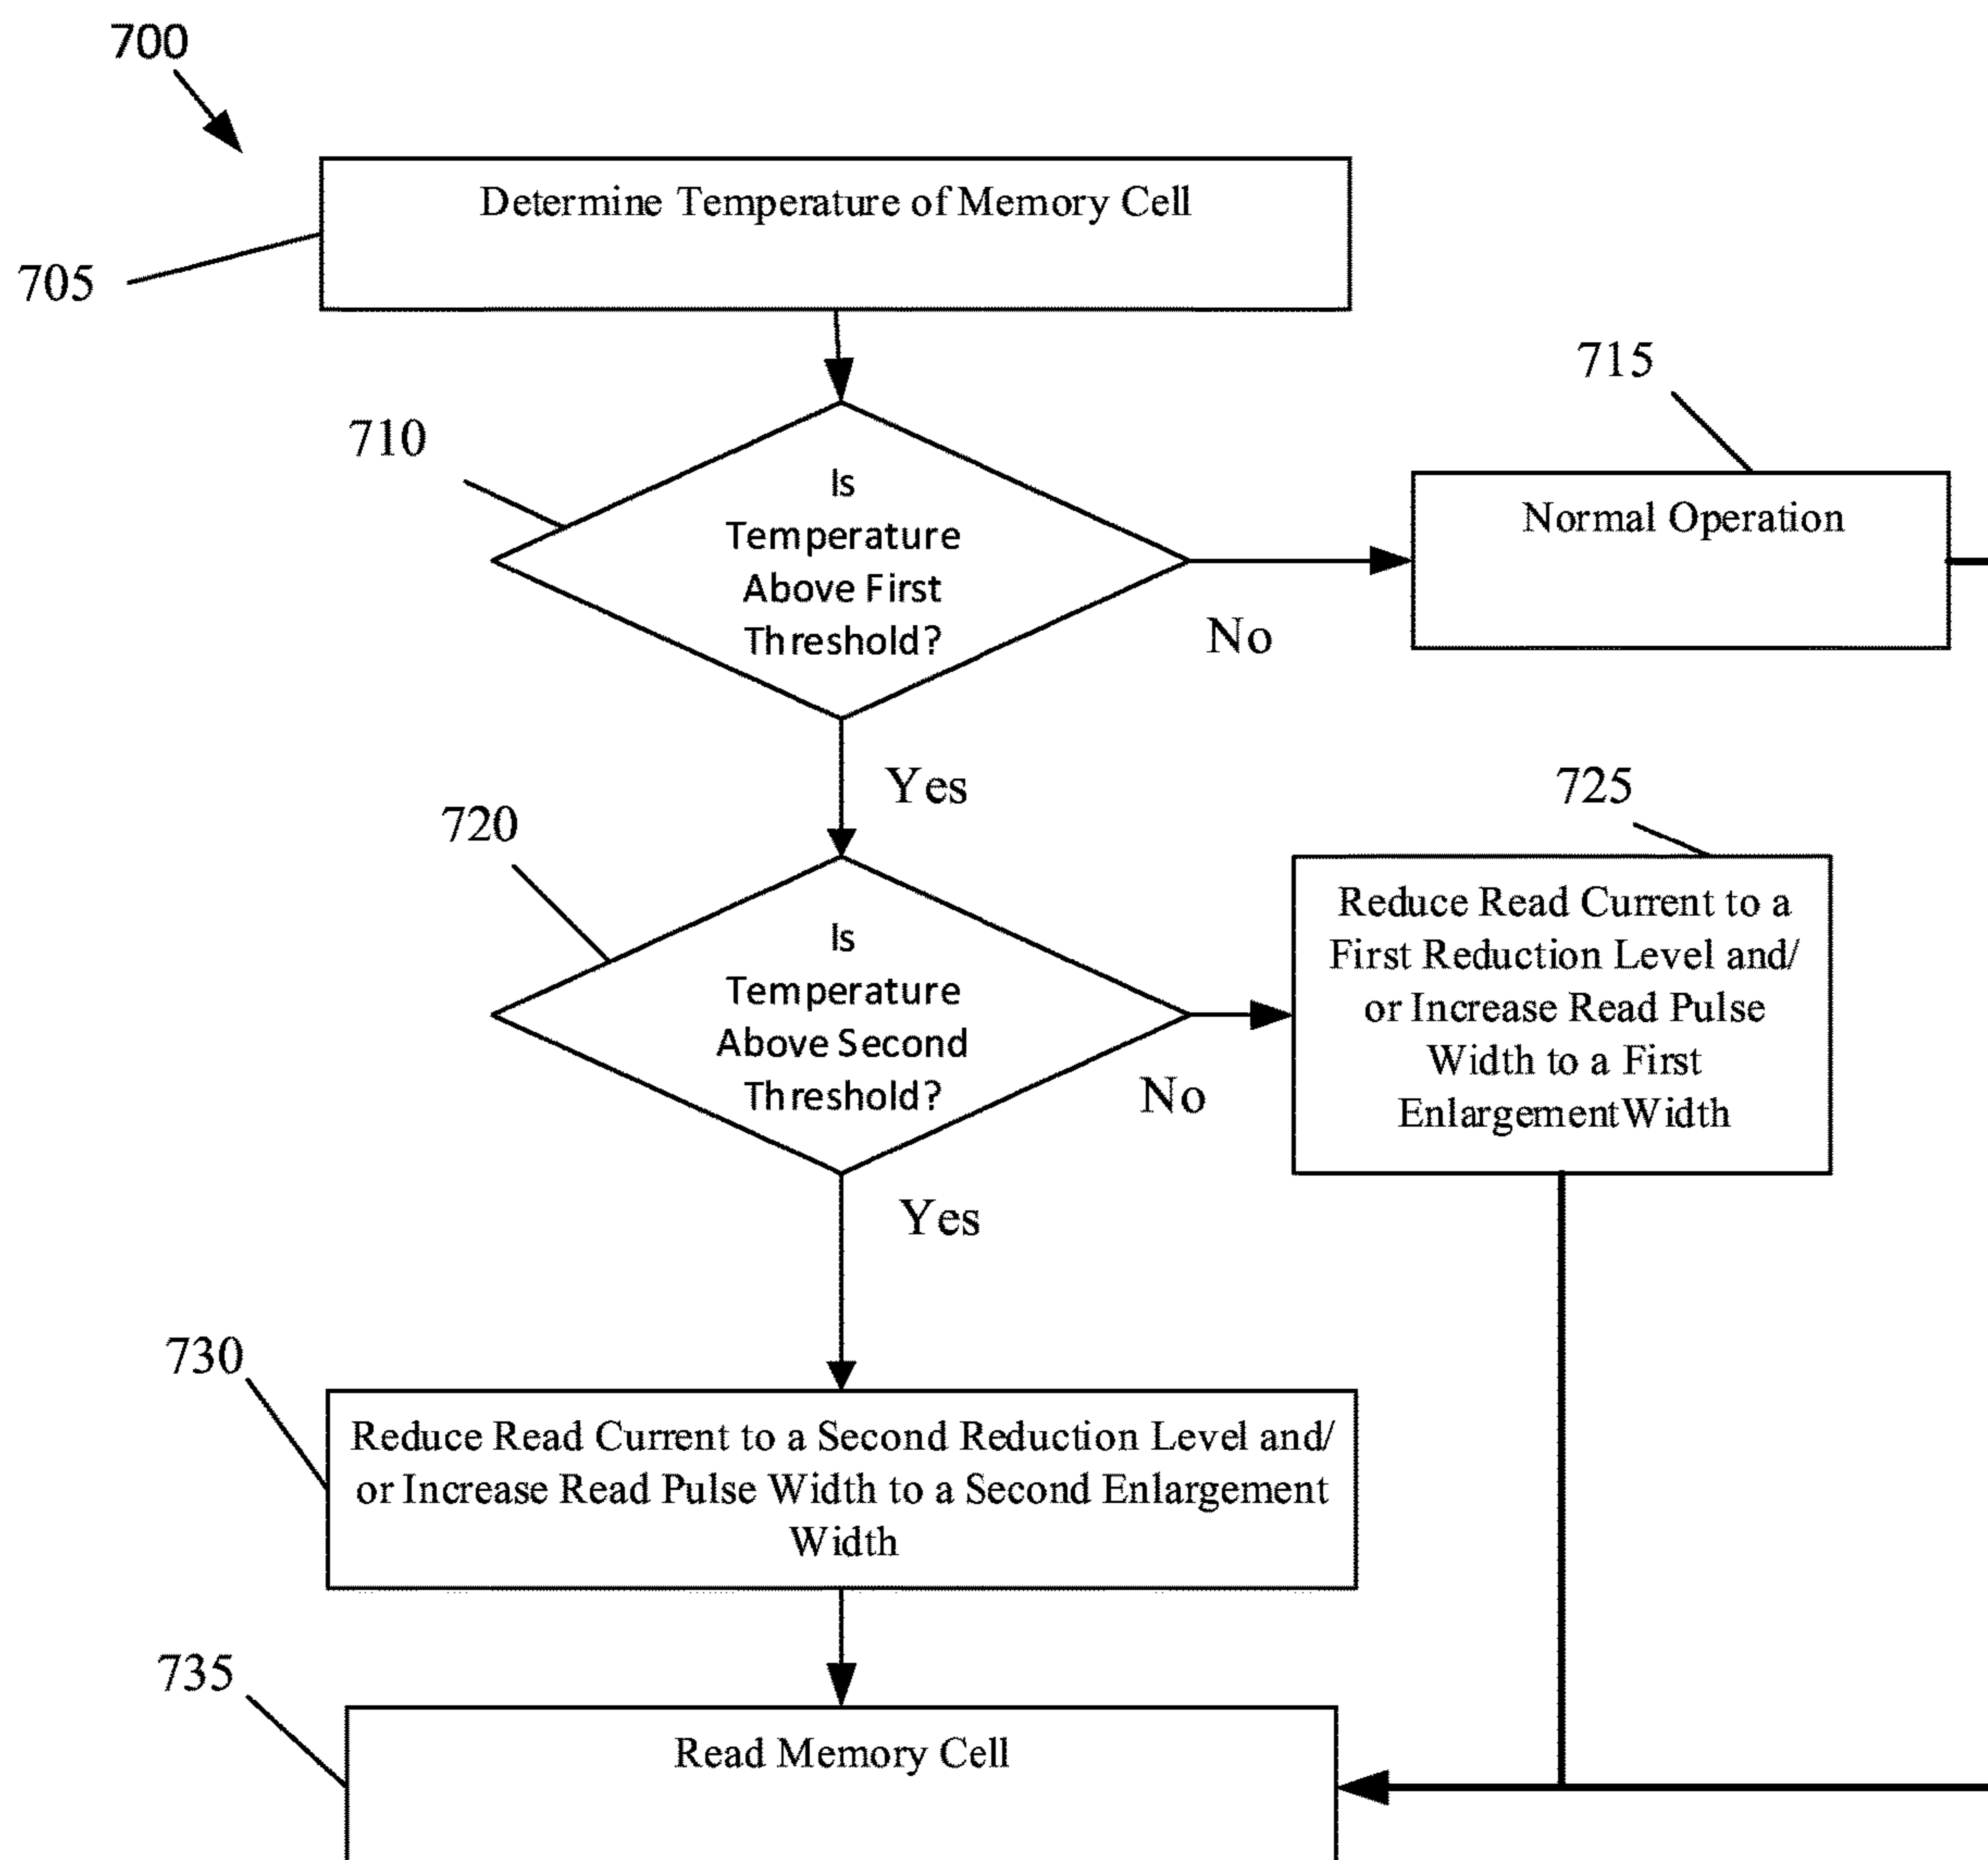 700
Determine Temperature of Memory Cell
705
710
Is
Temperature
Above First
Threshold?
No
715
Normal Operation
Yes
720
Is
Temperature
Above Second
Threshold?
No
725
Reduce Read Current to a
First Reduction Level and/
or Increase Read Pulse
Width to a First
EnlargementWidth
Yes
730
Reduce Read Current to a Second Reduction Level and/
or Increase Read Pulse Width to a Second Enlargement
Width
735
Read Memory Cell